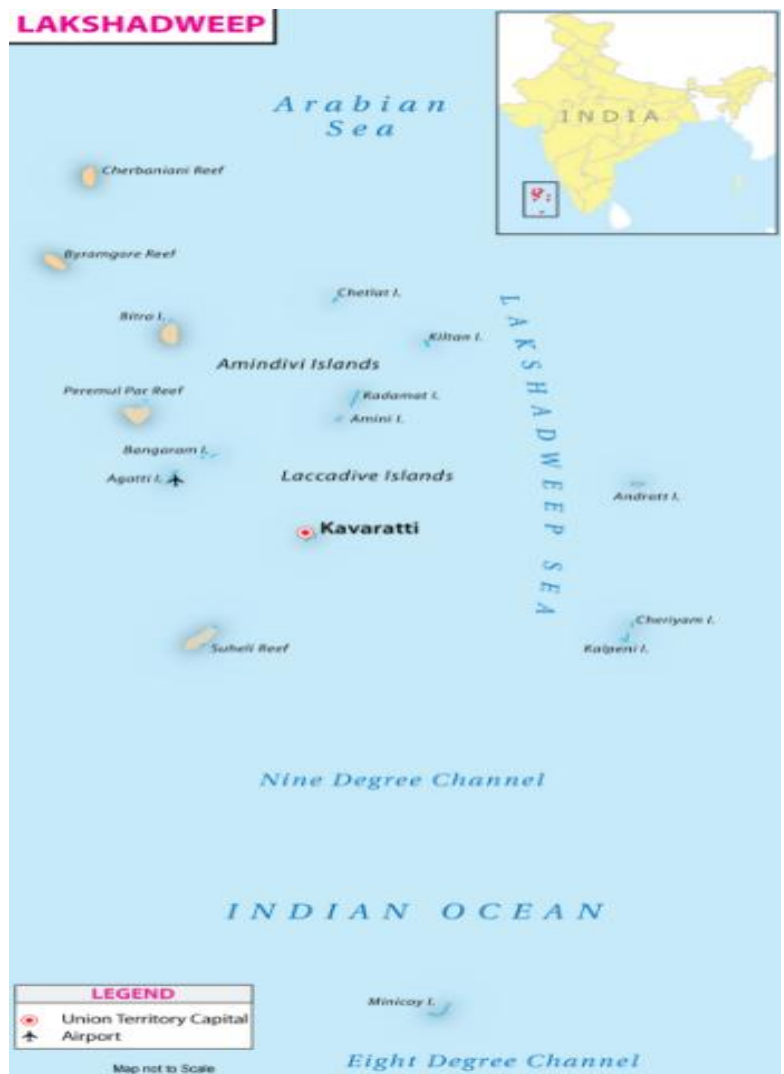 LAKSHADWEEP
Arabian
Sea
INDIA
Cherbaniani Reef
Byramgore Reef
Chetlat I.
Bitra I.
Kiltan I.
Amindivi Islands
Peremul Par Reef
Kadamat I.
Amini I.
Bangaram I.
Agatti I.
Laccadive Islands
LAKSHADWEEP SEA
Andrott I.
Kavaratti
Cheriyam I.
Suheli Reef
Kalpeni I.
Nine Degree Channel
INDIAN OCEAN
LEGEND
Union Territory Capital
Airport
Map not to Scale
Minicoy I.
Eight Degree Channel